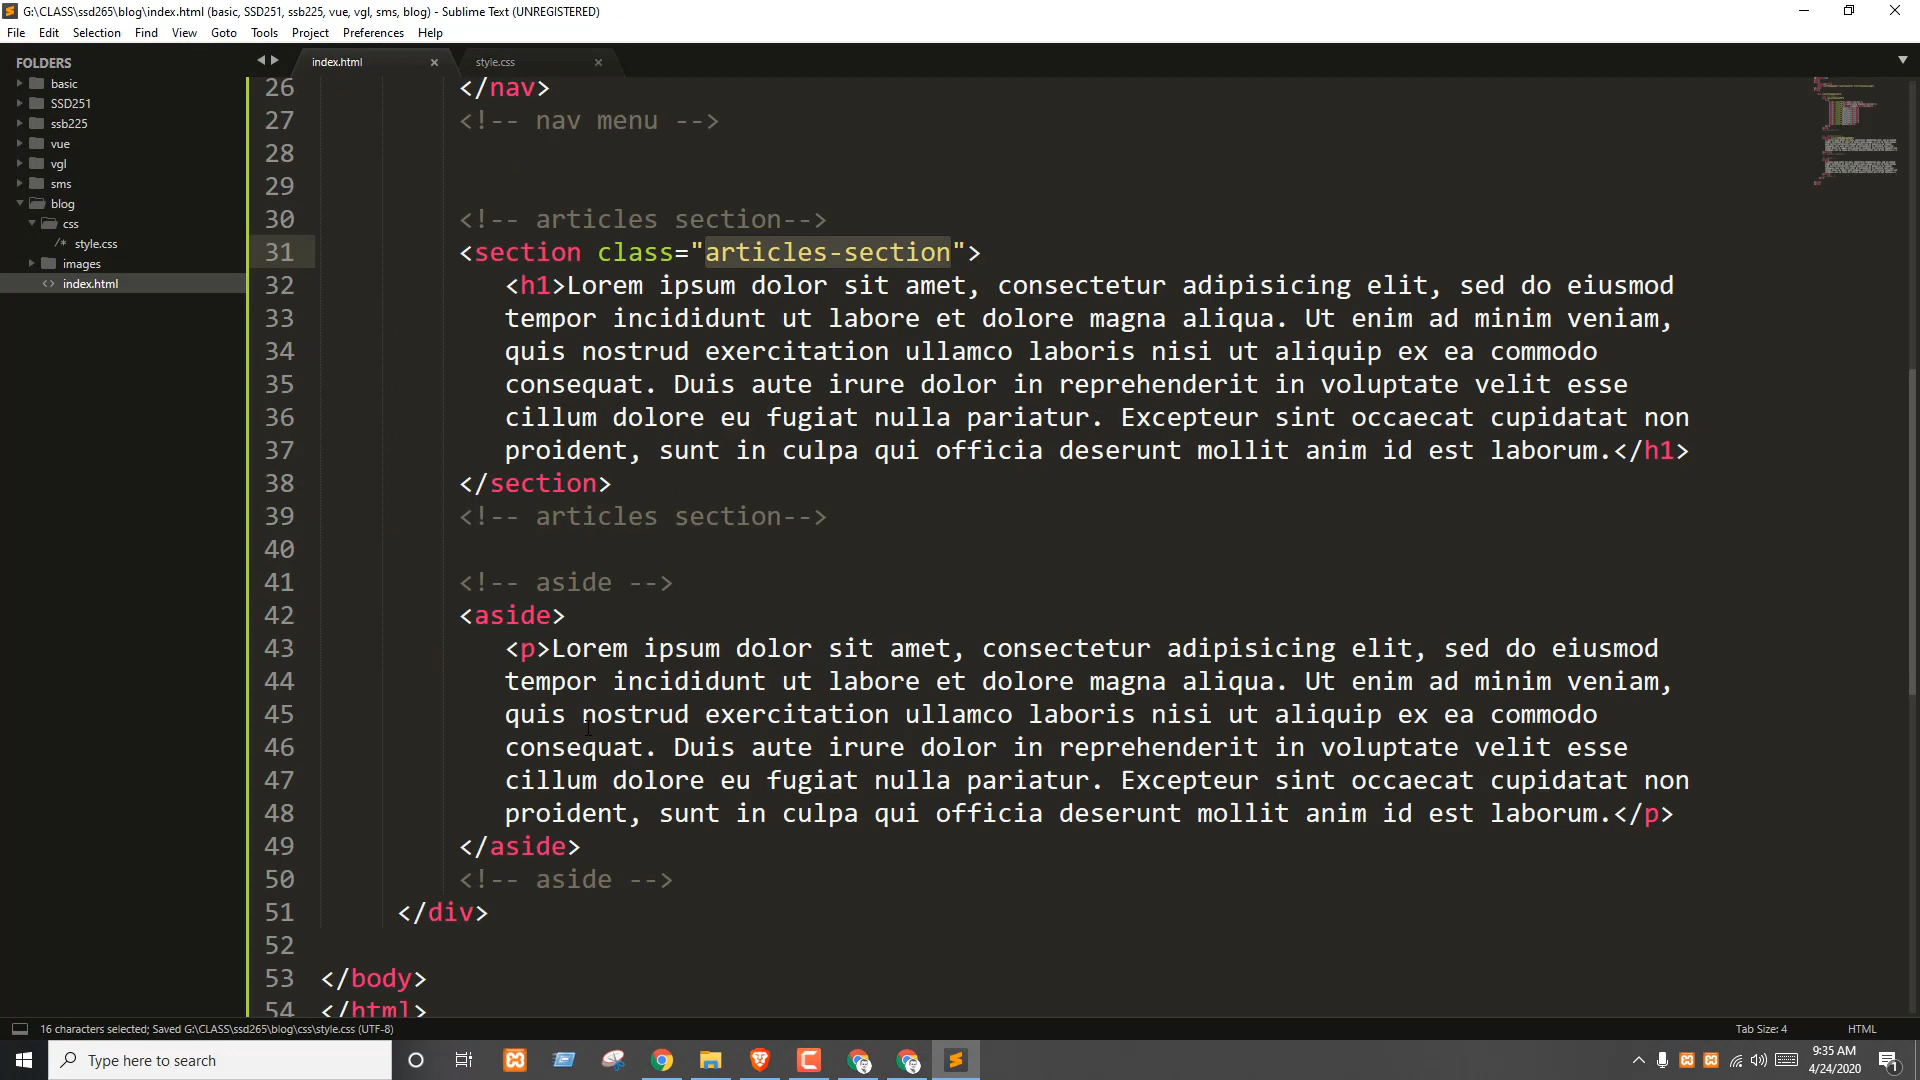 G:\CLASS\ssd265\blog\index.html (basic, SSD251, ssb225, vue, vgl, sms, blog) - Sublime Text (UNREGISTERED)
File Edit Selection Find View Goto Tools Project Preferences Help
FOLDERS
basic
SSD251
ssb225
vue
vgl
sms
blog
css
/* style.css
images
<> index.html
index.html
style.css
26 </nav>
27 <!-- nav menu -->
28
29
30 <!-- articles section-->
31 <section class="articles-section">
32 <h1>Lorem ipsum dolor sit amet, consectetur adipisicing elit, sed do eiusmod
33 tempor incididunt ut labore et dolore magna aliqua. Ut enim ad minim veniam,
34 quis nostrud exercitation ullamco laboris nisi ut aliquip ex ea commodo
35 consequat. Duis aute irure dolor in reprehenderit in voluptate velit esse
36 cillum dolore eu fugiat nulla pariatur. Excepteur sint occaecat cupidatat non
37 proident, sunt in culpa qui officia deserunt mollit anim id est laborum.</h1>
38 </section>
39 <!-- articles section-->
40
41 <!-- aside -->
42 <aside>
43 <p>Lorem ipsum dolor sit amet, consectetur adipisicing elit, sed do eiusmod
44 tempor incididunt ut labore et dolore magna aliqua. Ut enim ad minim veniam,
45 quis nostrud exercitation ullamco laboris nisi ut aliquip ex ea commodo
46 consequat. Duis aute irure dolor in reprehenderit in voluptate velit esse
47 cillum dolore eu fugiat nulla pariatur. Excepteur sint occaecat cupidatat non
48 proident, sunt in culpa qui officia deserunt mollit anim id est laborum.</p>
49 </aside>
50 <!-- aside -->
51 </div>
52
53 </body>
54 </html>
16 characters selected; Saved G:\CLASS\ssd265\blog\css\style.css (UTF-8)
Tab Size: 4
HTML
Type here to search
9:35 AM
4/24/2020
1